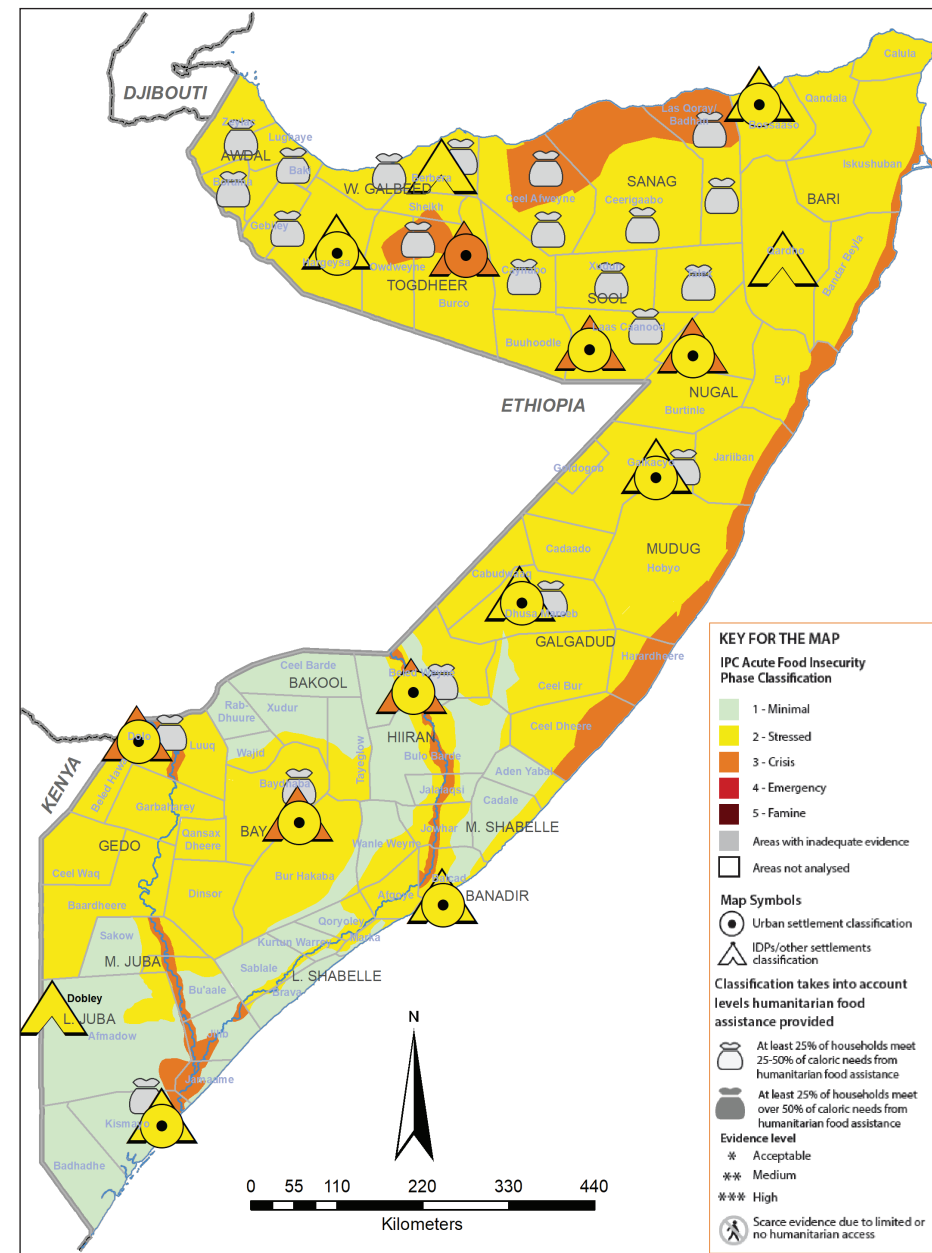 DJIBOUTI
Calula
Qandala
Las Qoray/
Badhan
Bossaaso
Zeylac
Lughaye
AWDAL
Baki
Borama
Iskushuban
W. GALBEED
Berbera
Sheikh
SANAG
Ceel Afweyne
Ceerigaabo
BARI
Gebiley
Hargeysa
Owdweyne
Caynabo
Xudun
Qardho
Bandar Beyla
TOGDHEER
SOOL
Burco
Buuhoodle
Laas Caanood
Eyl
NUGAL
ETHIOPIA
Burtinle
Galdogob
Gaalkacyo
Jariiban
MUDUG
Cadaado
Hobyo
Cabudwaaq
Dhusa Mareeb
GALGADUD
Harardheere
Ceel Barde
BAKOOL
Beled Weyne
Ceel Bur
Rab-
Dhuure
Xudur
HIIRAN
Ceel Dheere
KENYA
Dolo
Luuq
Wajid
Tayeglow
Bulo Barde
Aden Yabal
Beled Hawa
Baydhaba
Jalalaqsi
Cadale
Garbaharey
Qansax
Dheere
BAY
Wanle Weyne
Jowhar
M. SHABELLE
GEDO
Ceel Waq
Bur Hakaba
Balcad
BANADIR
Dinsor
Afgoye
Baardheere
Qoryoley
Marka
Sakow
Kurtun Warrey
M. JUBA
Sablale
L. SHABELLE
Bu'aale
Brava
Dobley
L. JUBA
Afmadow
Jilib
Jamaame
Kismayo
Badhadhe
N
0 55 110 220 330 440
Kilometers
KEY FOR THE MAP
IPC Acute Food Insecurity
Phase Classification
1 - Minimal
2 - Stressed
3 - Crisis
4 - Emergency
5 - Famine
Areas with inadequate evidence
Areas not analysed
Map Symbols
Urban settlement classification
IDPs/other settlements
classification
Classification takes into account
levels humanitarian food
assistance provided
At least 25% of households meet
25-50% of caloric needs from
humanitarian food assistance
At least 25% of households meet
over 50% of caloric needs from
humanitarian food assistance
Evidence level
* Acceptable
** Medium
*** High
Scarce evidence due to limited or
no humanitarian access